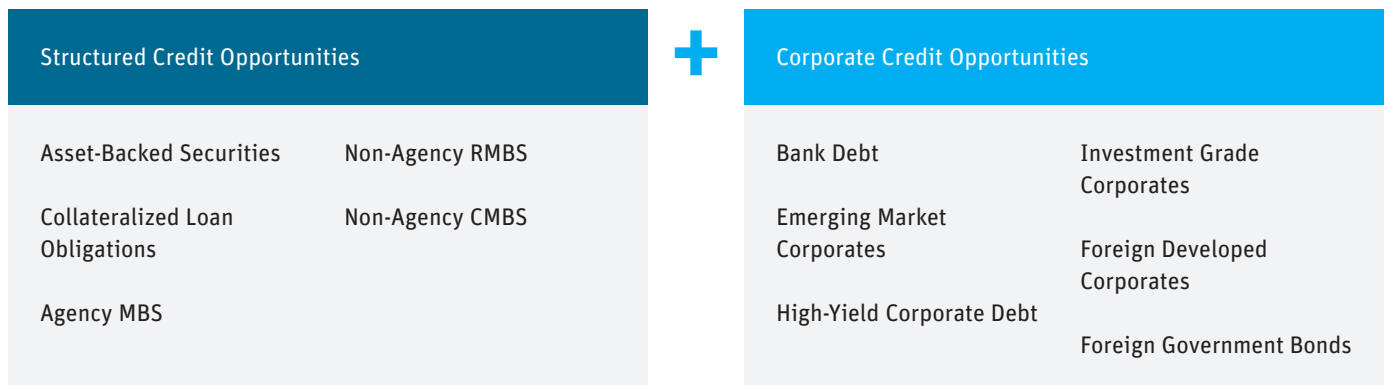 Structured Credit Opportunities
Asset-Backed Securities
Collateralized Loan
Obligations
Agency MBS
Non-Agency RMBS
Non-Agency CMBS
+
Corporate Credit Opportunities
Bank Debt
Emerging Market
Corporates
High-Yield Corporate Debt
Investment Grade
Corporates
Foreign Developed
Corporates
Foreign Government Bonds